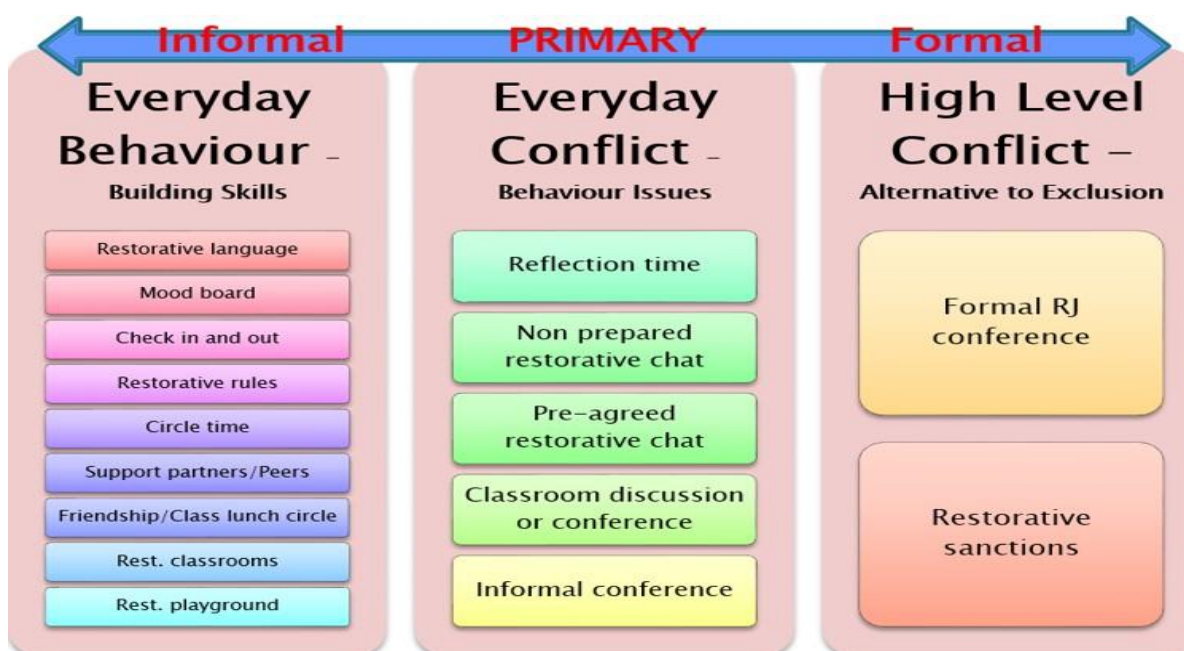 Informal PRIMARY Formal
Everyday
Behaviour -
Building Skills
Restorative language
Mood board
Check in and out
Restorative rules
Circle time
Support partners/Peers
Friendship/Class lunch circle
Rest. classrooms
Rest. playground
Everyday
Conflict -
Behaviour Issues
Reflection time
Non prepared
restorative chat
Pre-agreed
restorative chat
Classroom discussion
or conference
Informal conference
High Level
Conflict –
Alternative to Exclusion
Formal RJ
conference
Restorative
sanctions